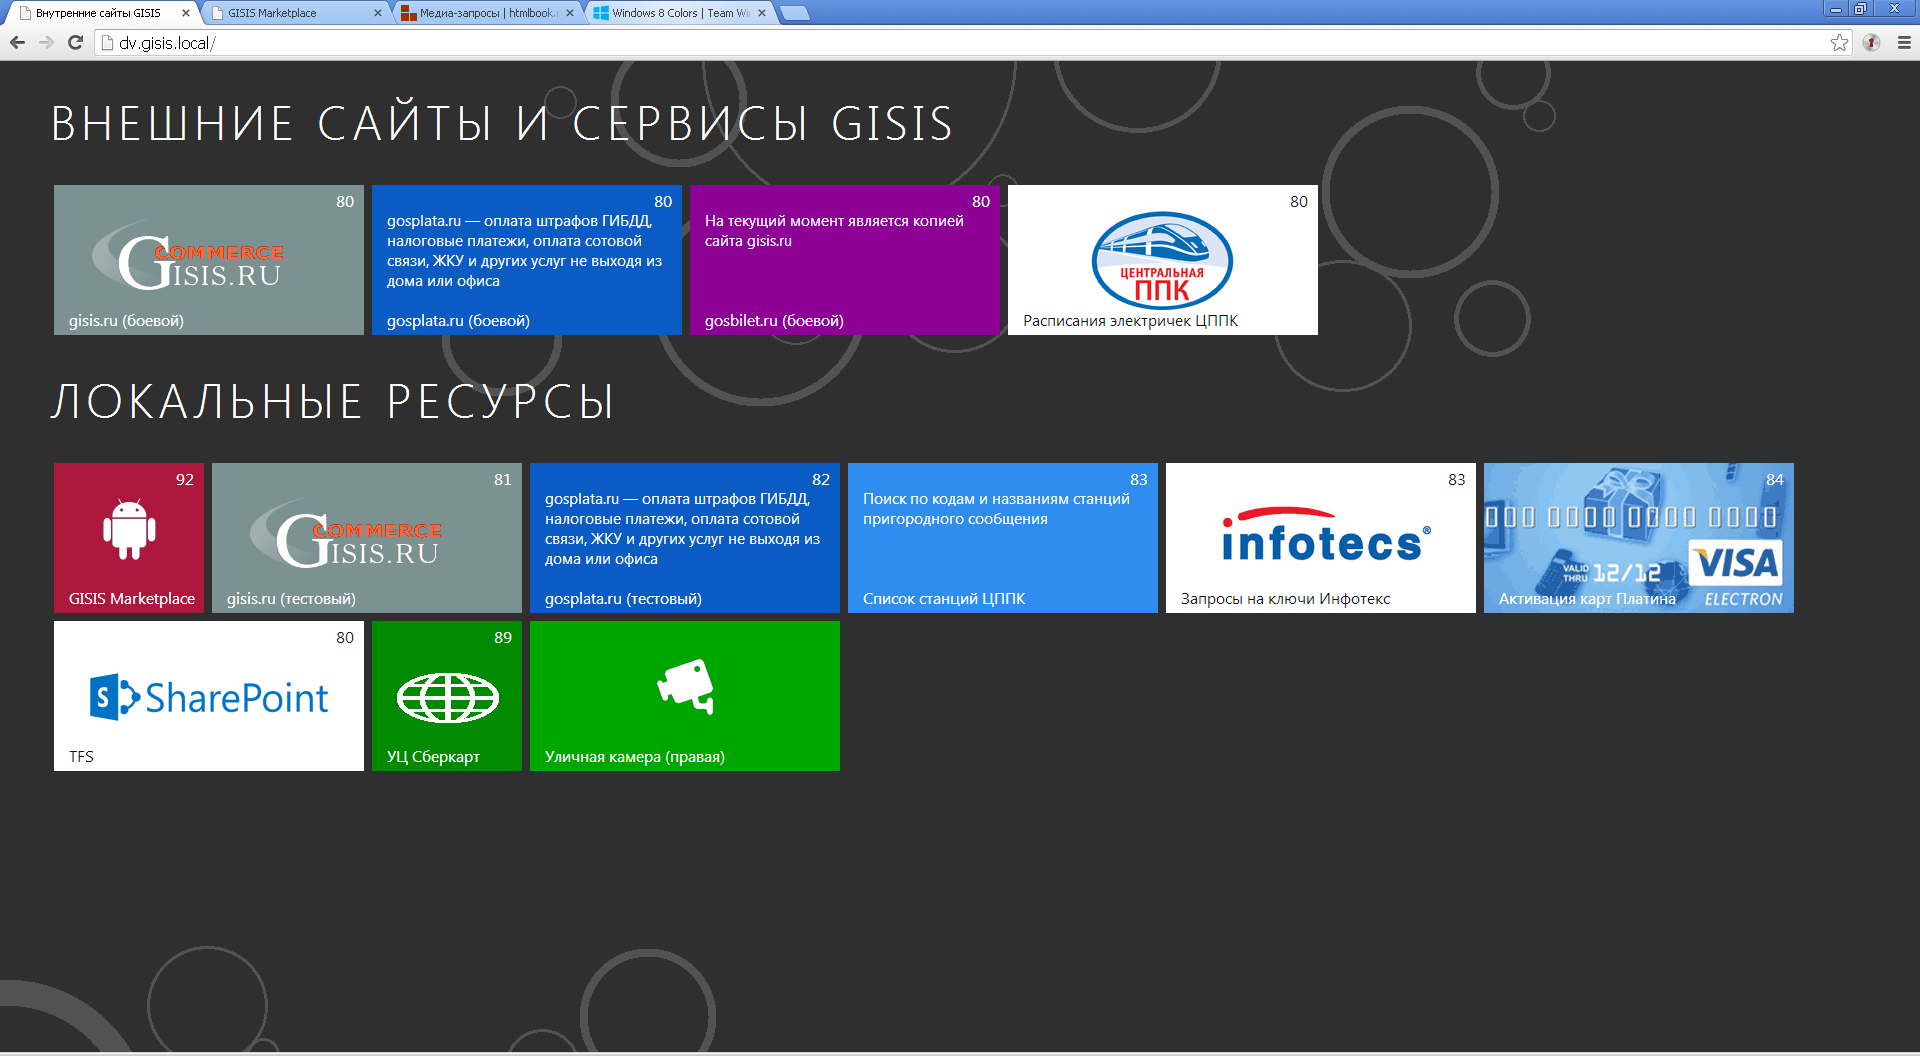 Внутренние сайты GISIS
GISIS Marketplace
Медиа-запросы | htmlbook.
Windows 8 Colors | Team Wi
dv.gisis.local/
ВНЕШНИЕ САЙТЫ И СЕРВИСЫ GISIS
80
COMMERCE
GISIS.RU
gisis.ru (боевой)
80
gosplata.ru — оплата штрафов ГИБДД,
налоговые платежи, оплата сотовой
связи, ЖКУ и других услуг не выходя из
дома или офиса
gosplata.ru (боевой)
80
На текущий момент является копией
сайта gisis.ru
gosbilet.ru (боевой)
80
ЦЕНТРАЛЬНАЯ
ППК
Расписания электричек ЦППК
ЛОКАЛЬНЫЕ РЕСУРСЫ
92
GISIS Marketplace
81
COMMERCE
GISIS.RU
gisis.ru (тестовый)
82
gosplata.ru — оплата штрафов ГИБДД,
налоговые платежи, оплата сотовой
связи, ЖКУ и других услуг не выходя из
дома или офиса
gosplata.ru (тестовый)
83
Поиск по кодам и названиям станций
пригородного сообщения
Список станций ЦППК
83
infotecs®
Запросы на ключи Инфотекс
84
000 0000 0000 0000
VALID
THRU 12/12
VISA
ELECTRON
Активация карт Платина
80
S SharePoint
TFS
89
УЦ Сберкарт
Уличная камера (правая)